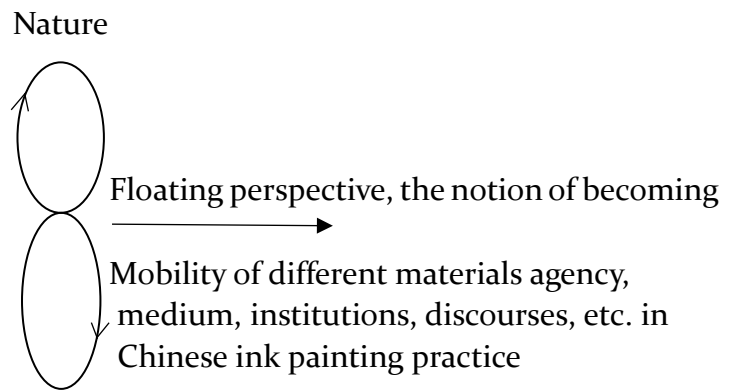 Nature
Floating perspective, the notion of becoming
Mobility of different materials agency,
medium, institutions, discourses, etc. in
Chinese ink painting practice